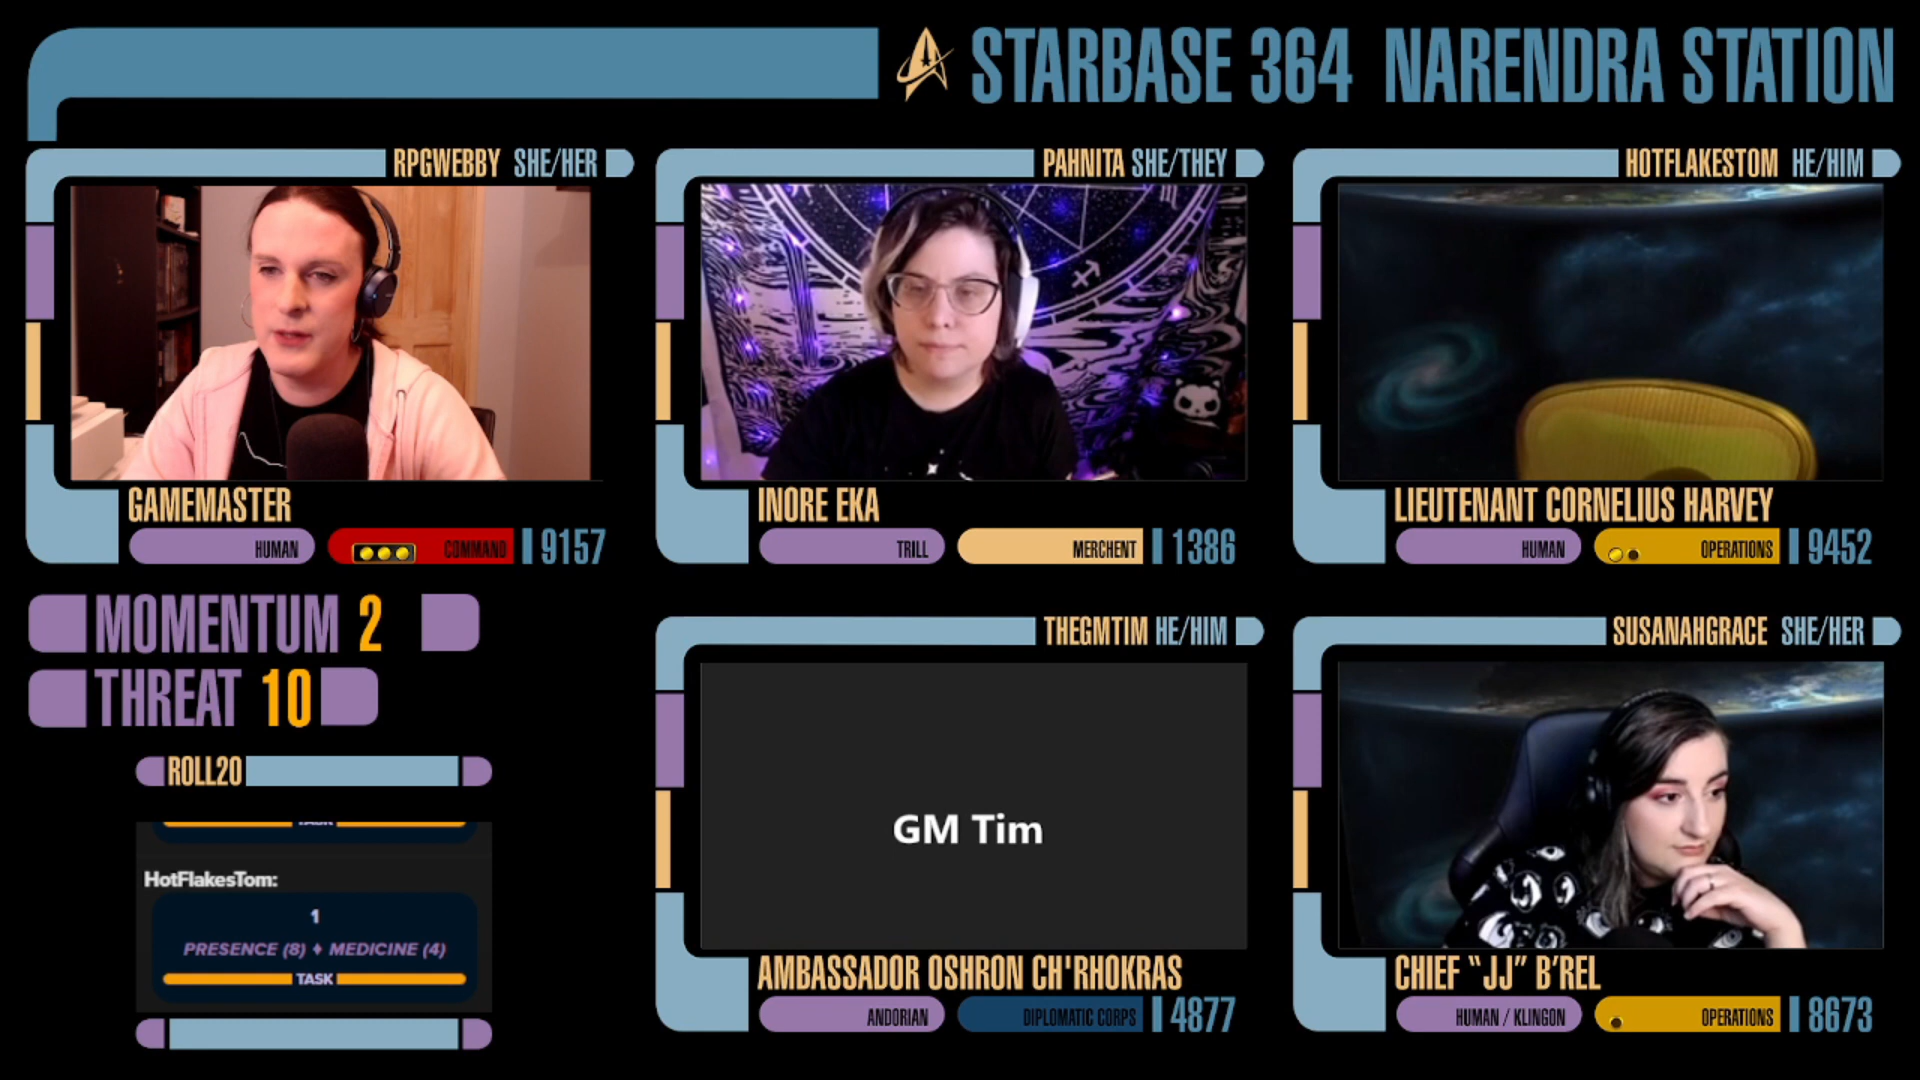 STARBASE 364 NARENDRA STATION
RPGWEBBY SHE/HER
GAMEMASTER
HUMAN
COMMAND
9157
PAHNITA SHE/THEY
INORE EKA
TRILL
MERCHENT
1386
HOTFLAKESTOM HE/HIM
LIEUTENANT CORNELIUS HARVEY
HUMAN
OPERATIONS
9452
MOMENTUM 2
THREAT 10
ROLL20
TASK
HotFlakesTom:
1
PRESENCE (8) + MEDICINE (4)
TASK
THEGMTIM HE/HIM
GM Tim
AMBASSADOR OSHRON CH'RHOKRAS
ANDORIAN
DIPLOMATIC CORPS
4877
SUSANAHGRACE SHE/HER
CHIEF “JJ” B'REL
HUMAN / KLINGON
OPERATIONS
8673